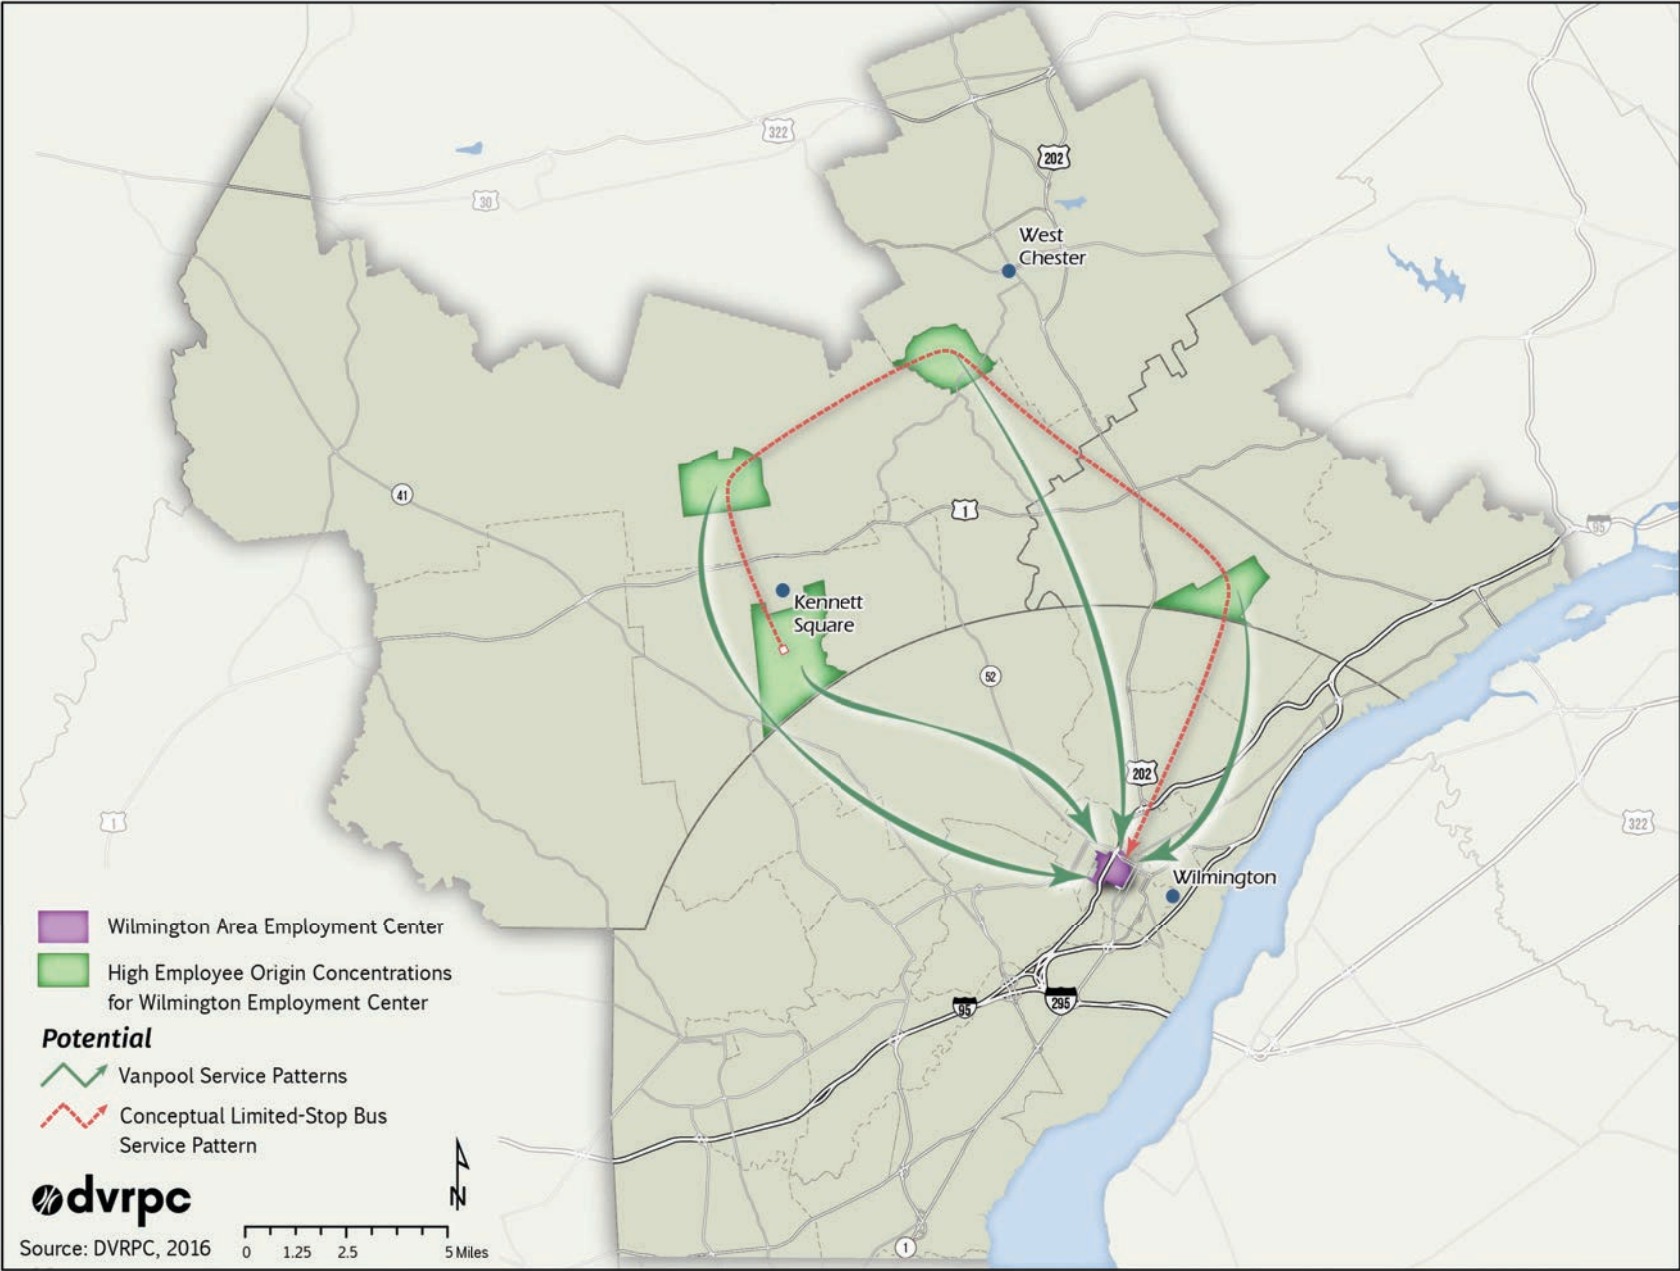 322
30
202
West
Chester
41
1
95
Kennett
Square
52
202
1
322
Wilmington
95
295
1
Wilmington Area Employment Center
High Employee Origin Concentrations
for Wilmington Employment Center
Potential
Vanpool Service Patterns
Conceptual Limited-Stop Bus
Service Pattern
N
dvrpc
Source: DVRPC, 2016
0 1.25 2.5 5 Miles